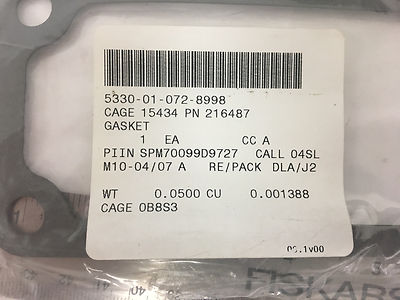 5330-01-072-8998
CAGE 15434 PN 216487
GASKET
1 EA CC A
PIIN SPM70099D9727 CALL 04SL
M10-04/07 A RE/PACK DLA/J2
WT 0.0500 CU 0.001388
CAGE 0B8S3
FISKARS